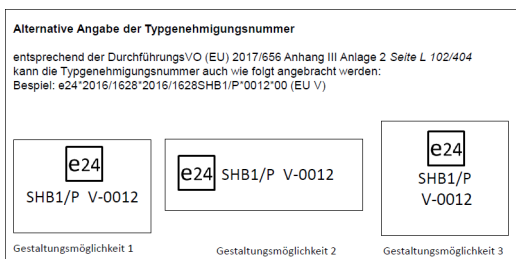 Alternative Angabe der Typgenehmigungsnummer
entsprechend der DurchführungsVO (EU) 2017/656 Anhang III Anlage 2 Seite L 102/404
kann die Typgenehmigungsnummer auch wie folgt angebracht werden:
Bespiel: e24*2016/1628*2016/1628SHB1/P*0012*00 (EU V)
e24
SHB1/P V-0012
Gestaltungsmöglichkeit 1
e24 SHB1/P V-0012
Gestaltungsmöglichkeit 2
e24
SHB1/P
V-0012
Gestaltungsmöglichkeit 3